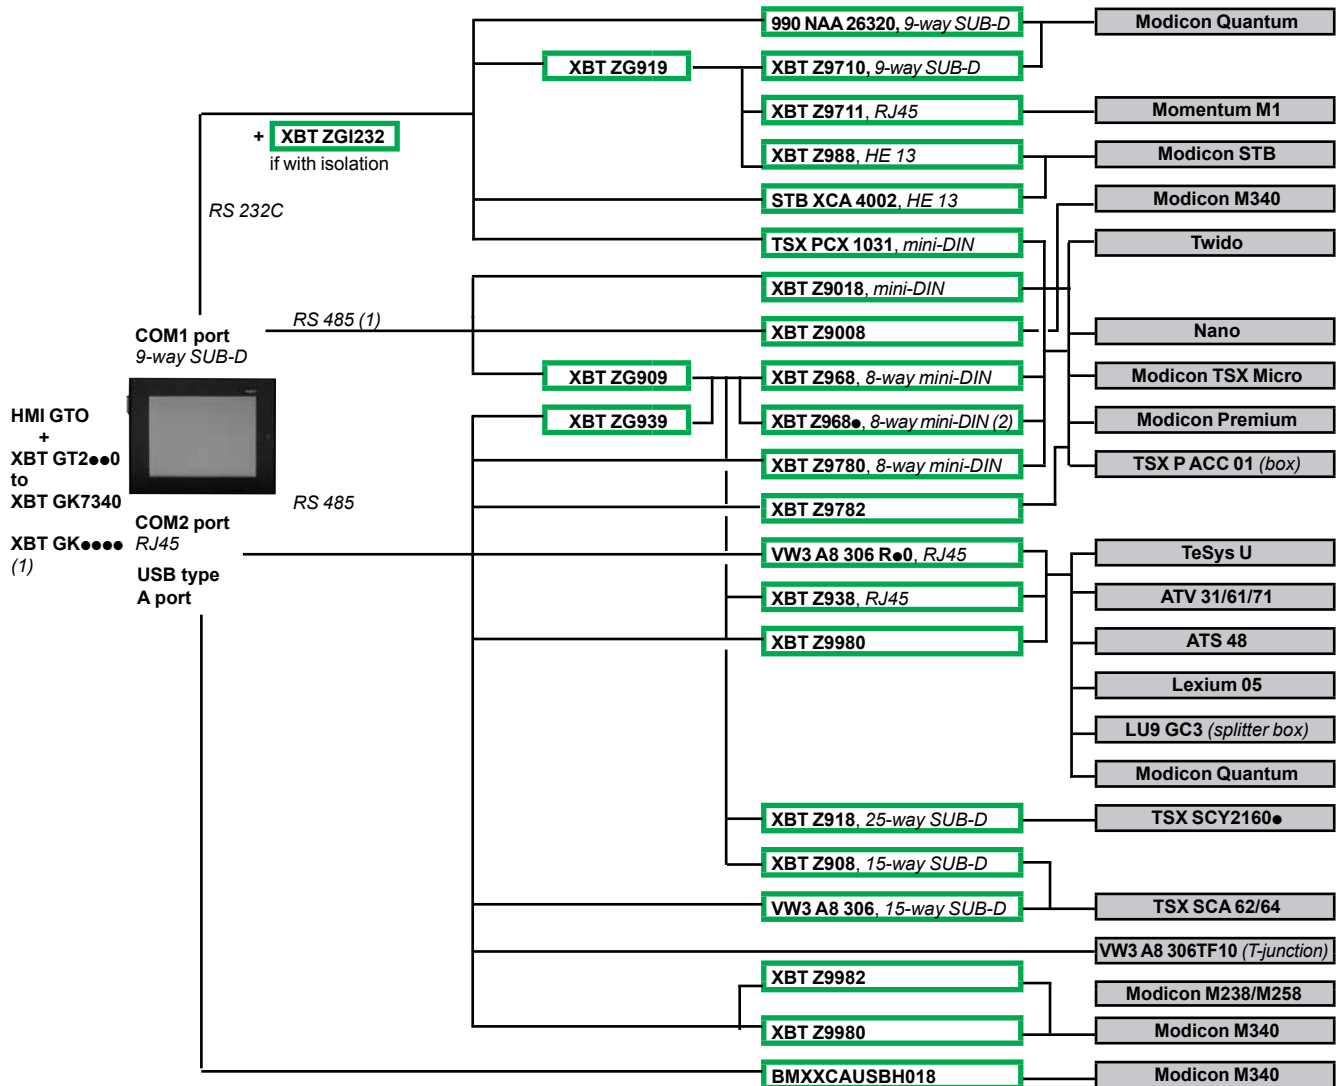 990 NAA 26320, 9-way SUB-D
Modicon Quantum
XBT ZG919
XBT Z9710, 9-way SUB-D
XBT Z9711, RJ45
Momentum M1
+ XBT ZGI232
if with isolation
XBT Z988, HE 13
Modicon STB
RS 232C
STB XCA 4002, HE 13
Modicon M340
TSX PCX 1031, mini-DIN
Twido
XBT Z9018, mini-DIN
RS 485 (1)
COM1 port
9-way SUB-D
XBT Z9008
Nano
XBT ZG909
XBT Z968, 8-way mini-DIN
Modicon TSX Micro
XBT ZG939
XBT Z968●, 8-way mini-DIN (2)
Modicon Premium
HMI GTO
+
XBT GT2●●0
to
XBT GK7340
XBT Z9780, 8-way mini-DIN
TSX P ACC 01 (box)
RS 485
XBT Z9782
COM2 port
RJ45
XBT GK●●●●
(1)
USB type
A port
VW3 A8 306 R●0, RJ45
TeSys U
XBT Z938, RJ45
ATV 31/61/71
XBT Z9980
ATS 48
Lexium 05
LU9 GC3 (splitter box)
Modicon Quantum
XBT Z918, 25-way SUB-D
TSX SCY2160●
XBT Z908, 15-way SUB-D
VW3 A8 306, 15-way SUB-D
TSX SCA 62/64
VW3 A8 306TF10 (T-junction)
XBT Z9982
Modicon M238/M258
XBT Z9980
Modicon M340
BMXXCAUSBH018
Modicon M340